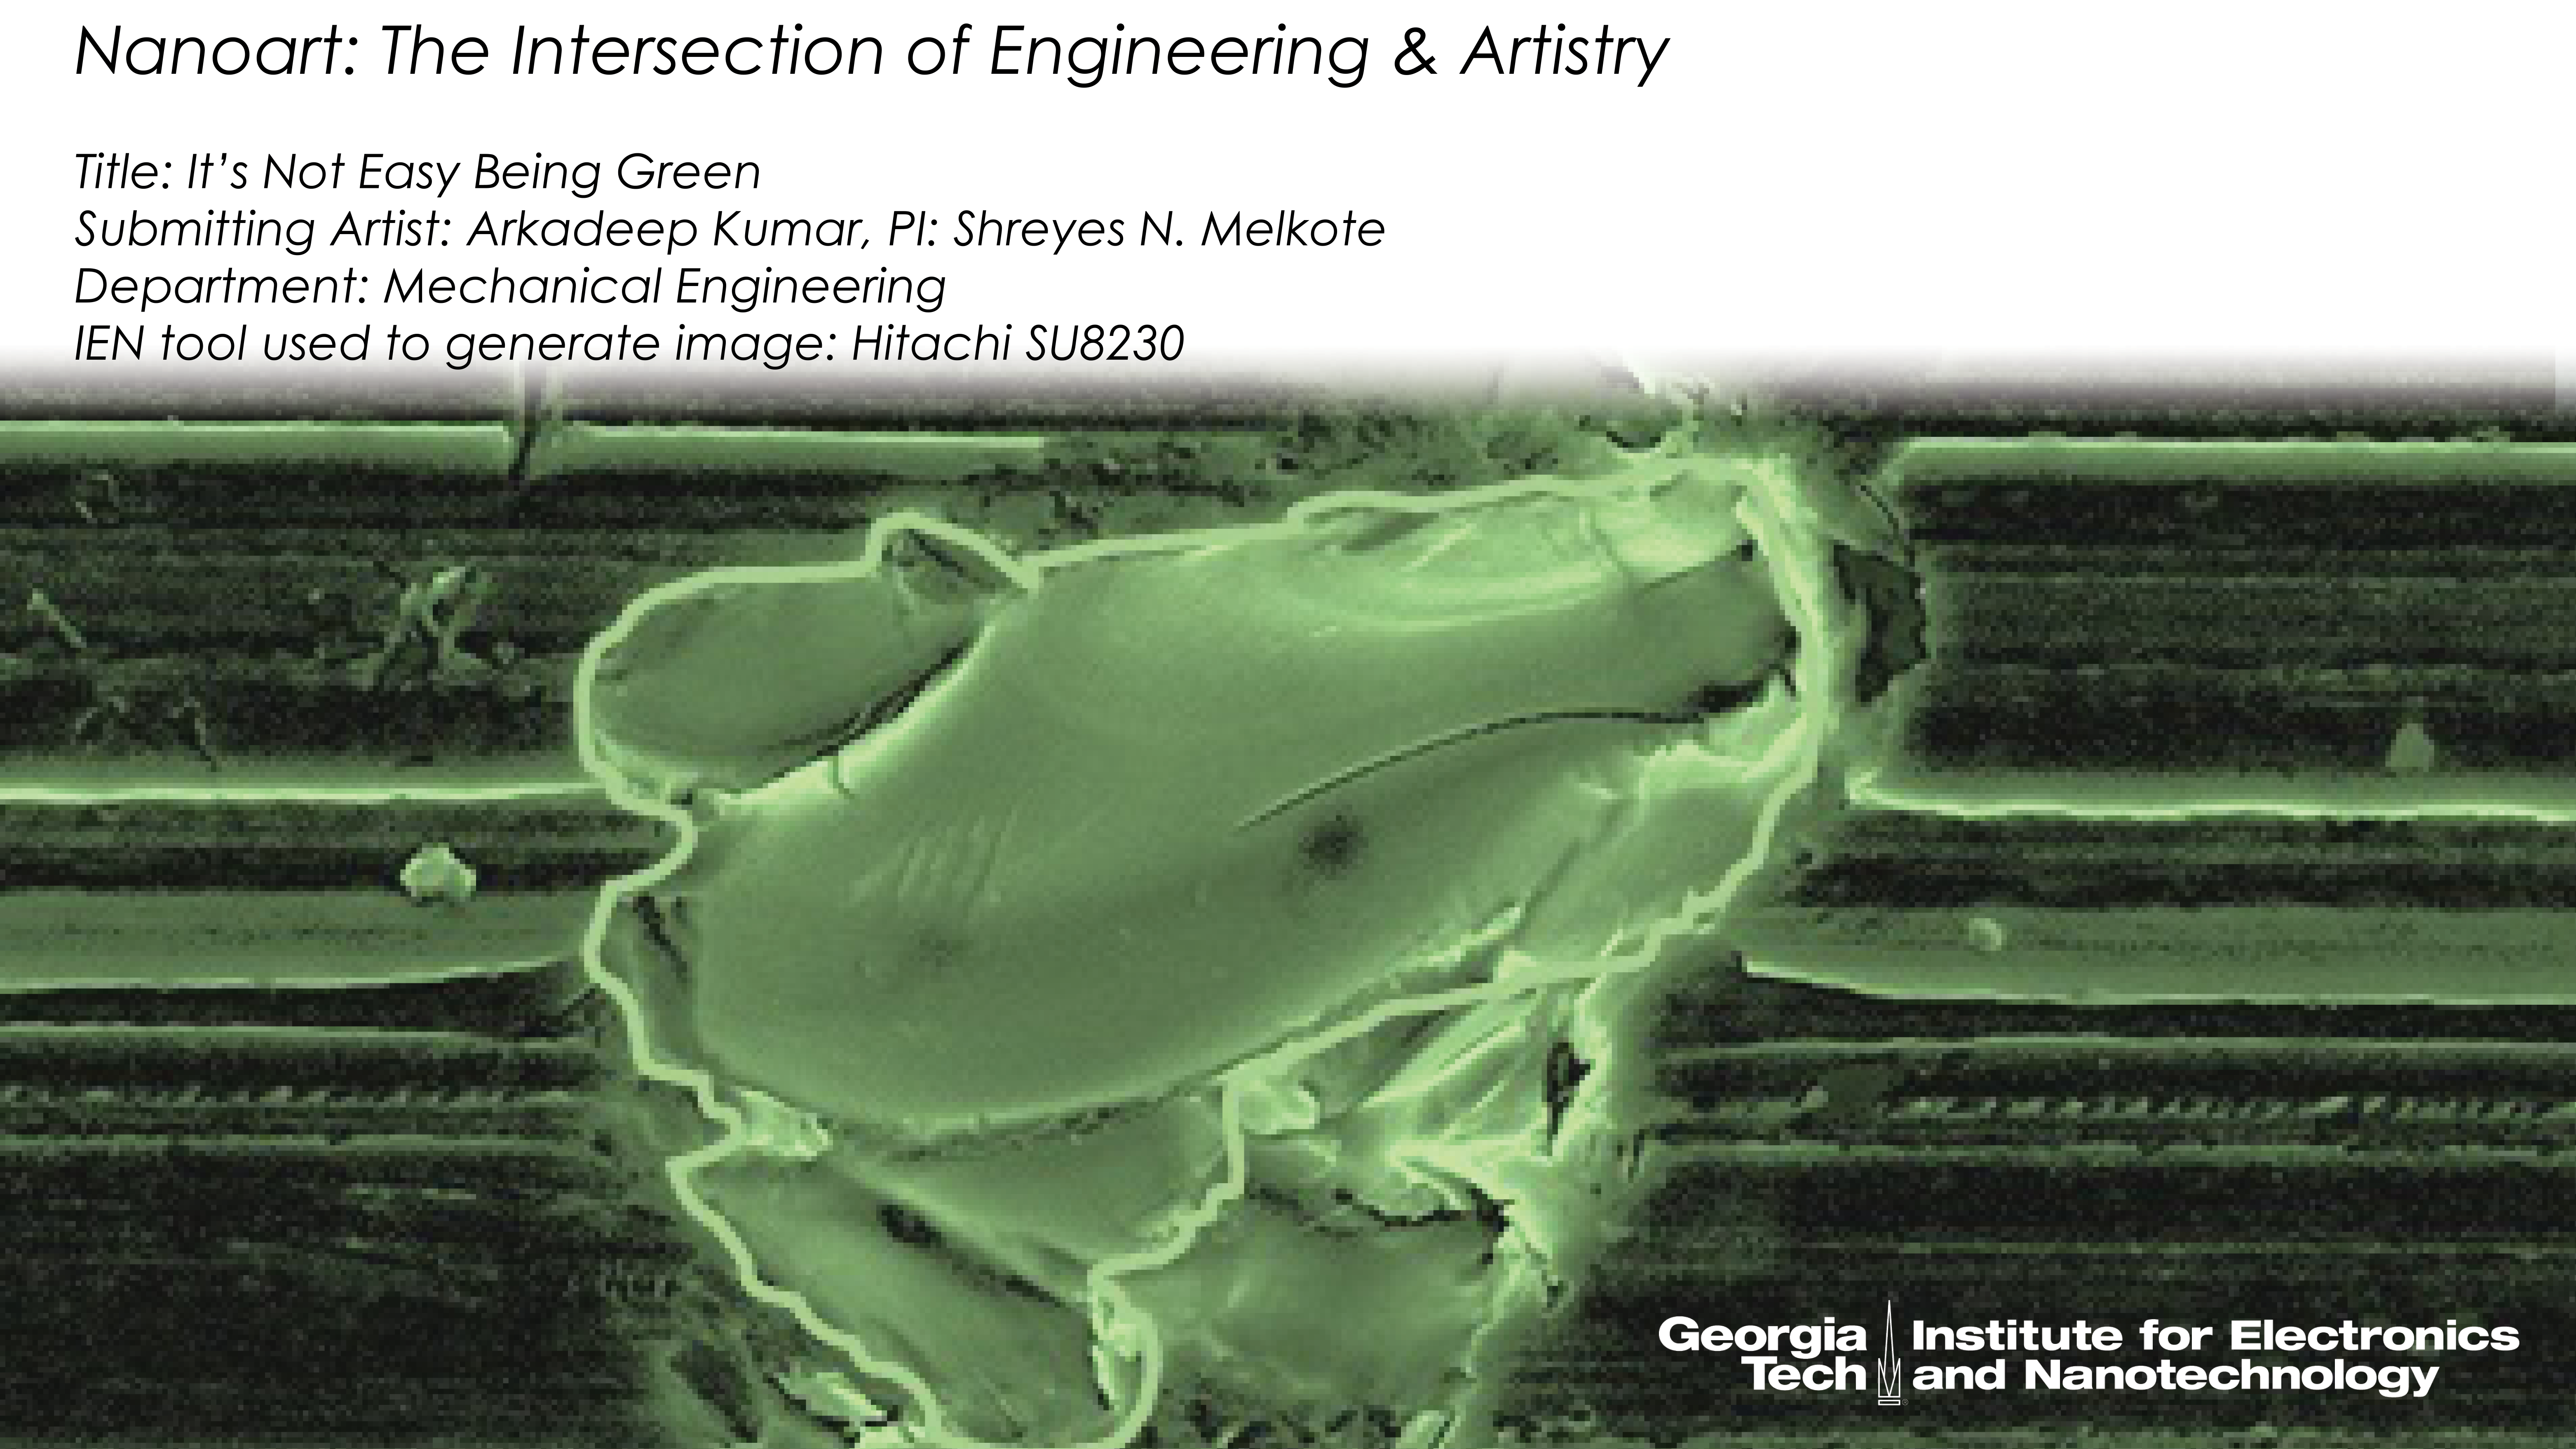 Nanoart: The Intersection of Engineering & Artistry
Title: It’s Not Easy Being Green
Submitting Artist: Arkadeep Kumar, PI: Shreyes N. Melkote
Department: Mechanical Engineering
IEN tool used to generate image: Hitachi SU8230
Georgia Tech
Institute for Electronics
and Nanotechnology